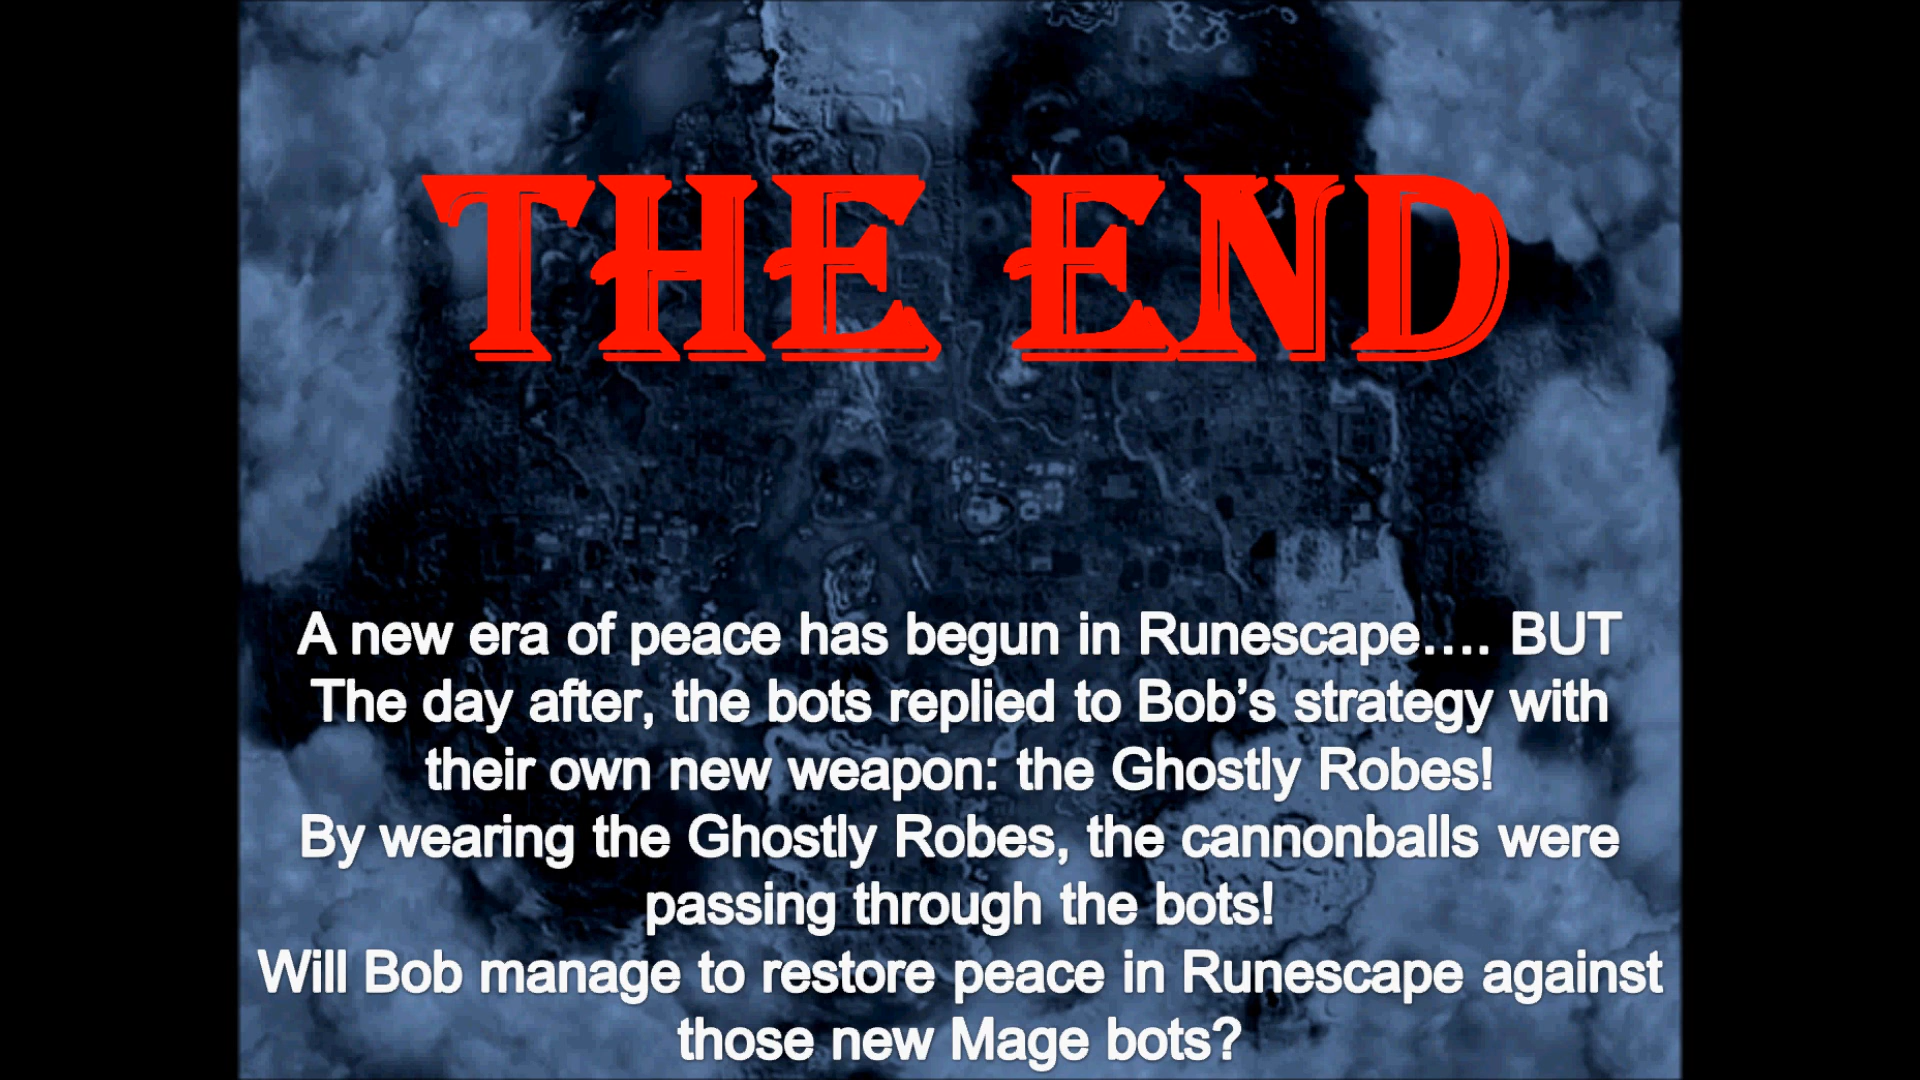 THE END
A new era of peace has begun in Runescape…. BUT
The day after, the bots replied to Bob’s strategy with
their own new weapon: the Ghostly Robes!
By wearing the Ghostly Robes, the cannonballs were
passing through the bots!
Will Bob manage to restore peace in Runescape against
those new Mage bots?